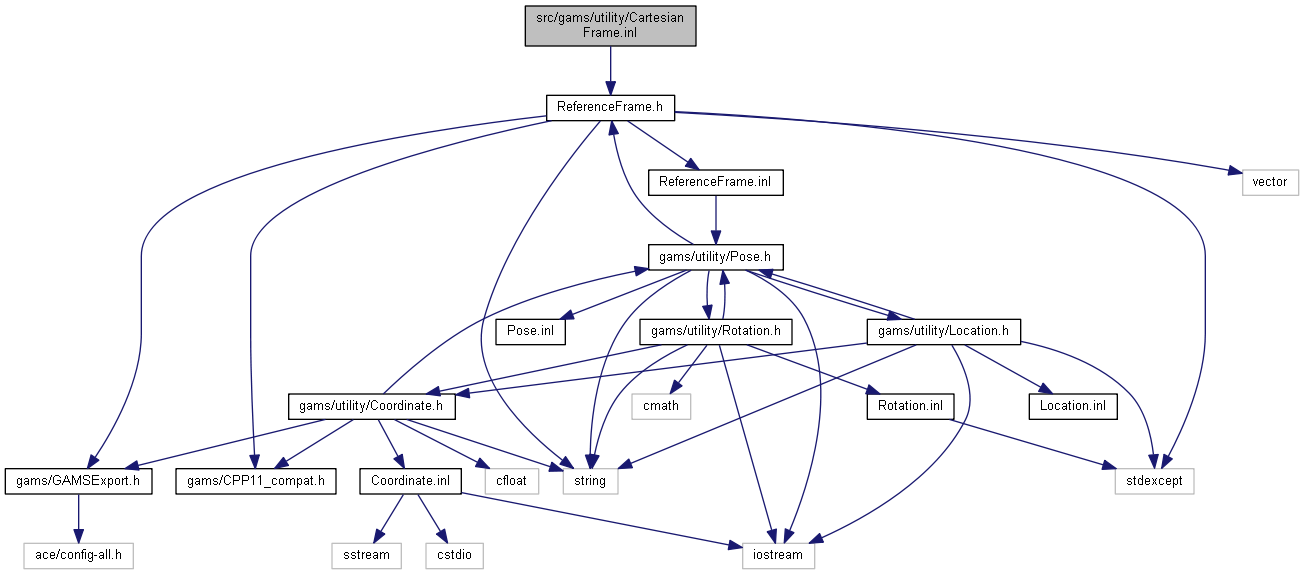 src/gams/utility/Cartesian
Frame.inl
ReferenceFrame.h
ReferenceFrame.inl
vector
gams/utility/Pose.h
Pose.inl
gams/utility/Rotation.h
gams/utility/Location.h
gams/utility/Coordinate.h
cmath
Rotation.inl
Location.inl
gams/GAMSExport.h
gams/CPP11_compat.h
Coordinate.inl
cfloat
string
stdexcept
ace/config-all.h
sstream
cstdio
iostream